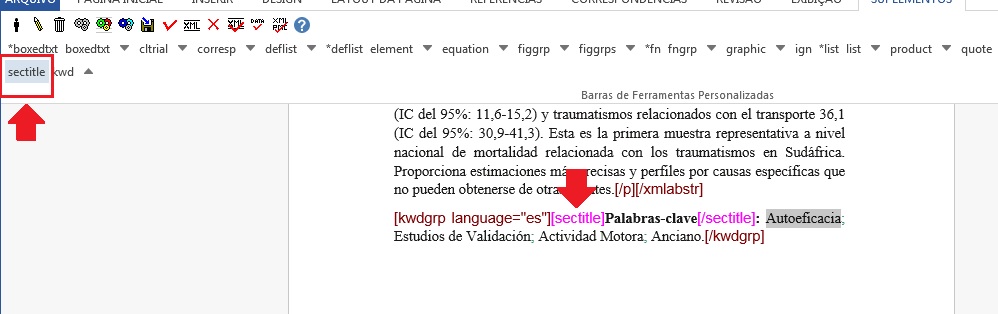 ARQUIVO PÁGINA INICIAL INSERIR DESIGN LAYOUT DA PÁGINA REFERÊNCIAS CORRESPONDÊNCIAS REVISÃO EXIBIÇÃO SUPLEMENTOS
XML XML DATA XML PMC ?
*boxedtxt boxedtxt cltrial corresp deflist *deflist element equation figgrp figgrps *fn fngrp graphic ign *list list product quote
sectitle kwd
Barras de Ferramentas Personalizadas
(IC del 95%: 11,6-15,2) y traumatismos relacionados con el transporte 36,1
(IC del 95%: 30,9-41,3). Esta es la primera muestra representativa a nivel
nacional de mortalidad relacionada con los traumatismos en Sudáfrica.
Proporciona estimaciones más precisas y perfiles por causas específicas que
no pueden obtenerse de otras fuentes.[/p][/xmlabstr]
[kwdgrp language="es"][sectitle]Palabras-clave[/sectitle]: Autoeficacia;
Estudios de Validación; Actividad Motora; Anciano.[/kwdgrp]